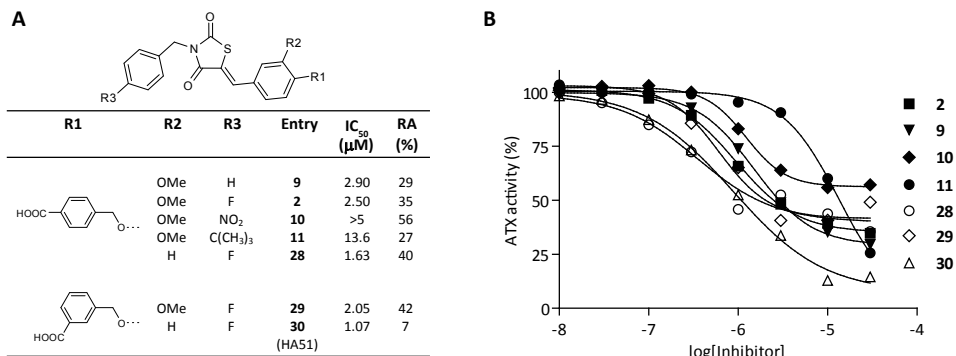 A
O
N
S
R2
R1
O
R3
R1 R2 R3 Entry IC50 (µM) RA (%)
HOOC
O
OMe H 9 2.90 29
OMe F 2 2.50 35
OMe NO2 10 >5 56
OMe C(CH3)3 11 13.6 27
H F 28 1.63 40
HOOC
O
OMe F 29 2.05 42
H F 30 1.07 7
(HA51)
B
ATX activity (%)
100
75
50
25
0
-8 -7 -6 -5 -4
log[Inhibitor]
2
9
10
11
28
29
30